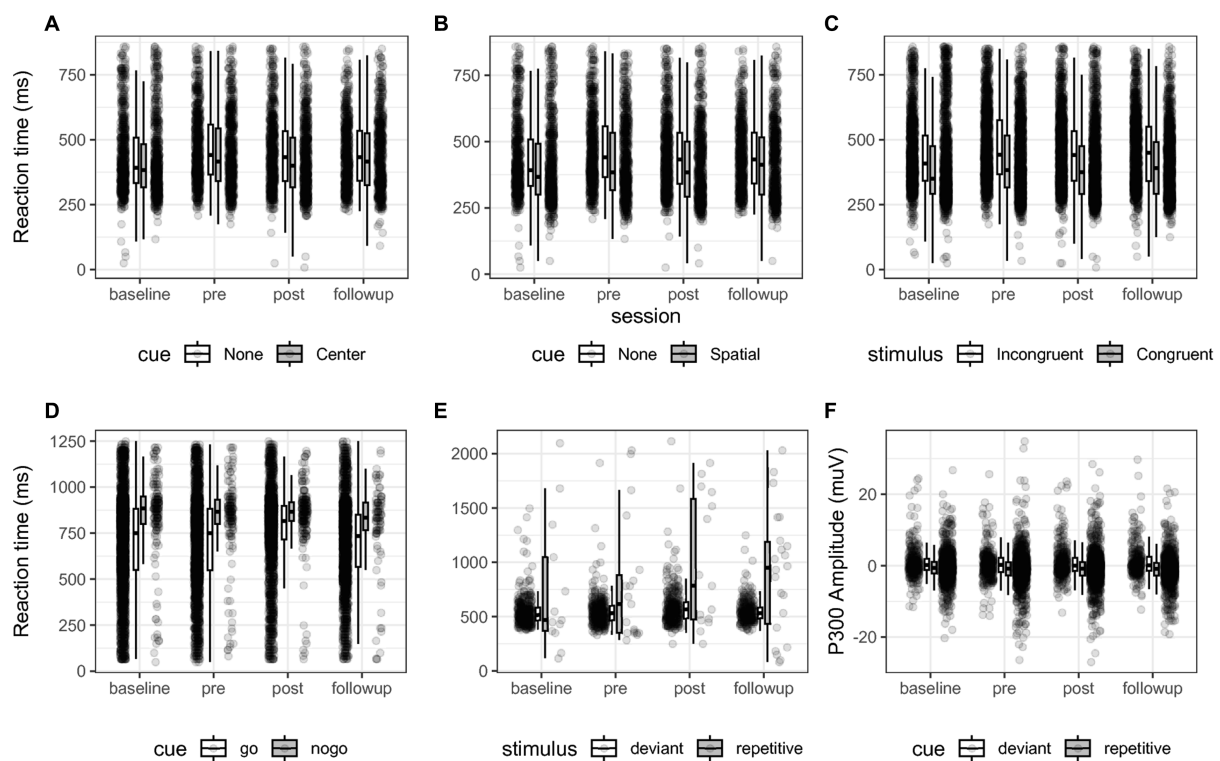 A B C
Reaction time (ms)
750 750 750
500 500 500
250 250 250
0 0 0
baseline pre post followup baseline pre post followup baseline pre post followup
session
cue None Center cue None Spatial stimulus Incongruent Congruent
D E F
Reaction time (ms)
P300 Amplitude (muV)
1250
1000
750
500
250
0
2000
1500
1000
500
0
20
0
-20
baseline pre post followup baseline pre post followup baseline pre post followup
cue go nogo stimulus deviant repetitive cue deviant repetitive